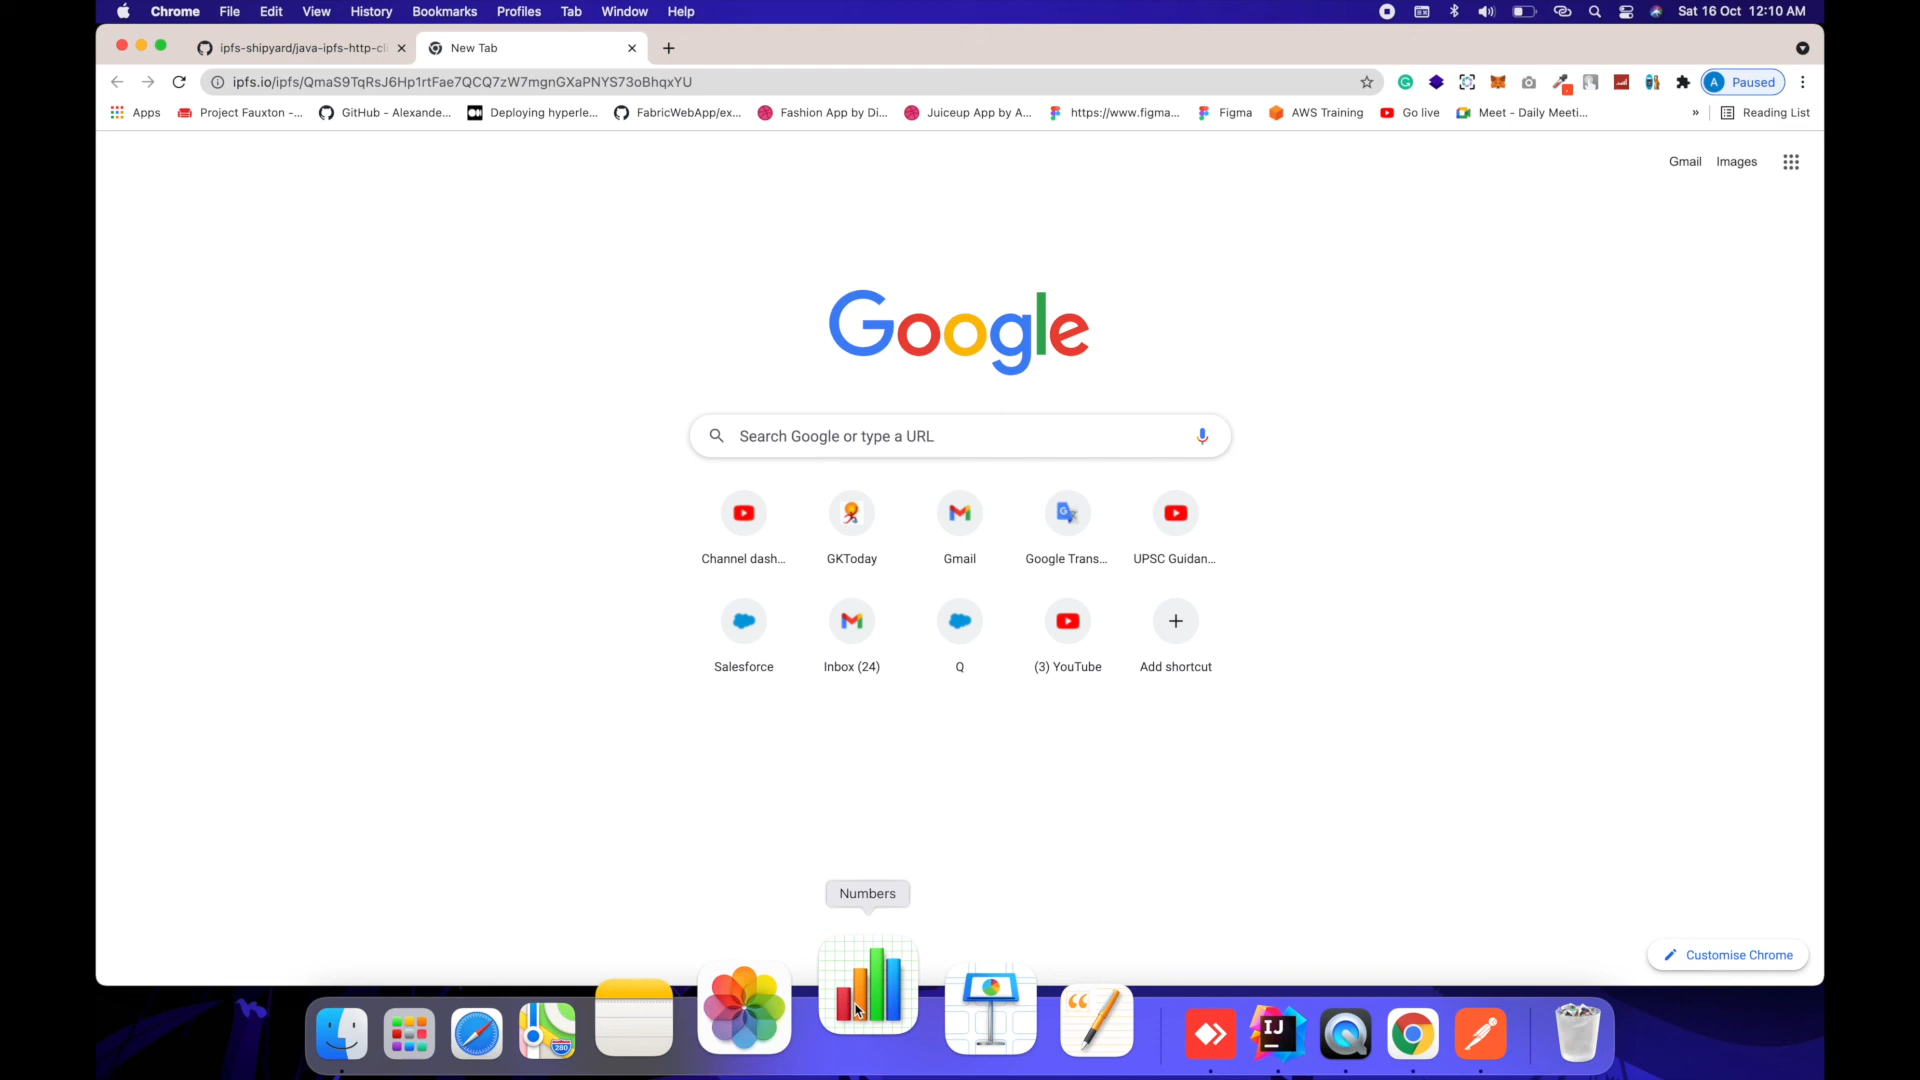 Chrome File Edit View History Bookmarks Profiles Tab Window Help Sat 16 Oct 12:10 AM
ipfs-shipyard/java-ipfs-http-cli New Tab
ipfs.io/ipfs/QmaS9TqRsJ6Hp1rtFae7QCQ7zW7mgnGXaPNYS73oBhqxYU A Paused
Apps Project Fauxton -... GitHub - Alexande... Deploying hyperle... FabricWebApp/ex... Fashion App by Di... Juiceup App by A... https://www.figma... Figma AWS Training Go live Meet - Daily Meeti... » Reading List
Gmail Images
Google
Search Google or type a URL
Channel dash... GKToday Gmail Google Trans... UPSC Guidan...
Salesforce Inbox (24) Q (3) YouTube Add shortcut
Numbers
Customise Chrome
280
IJ